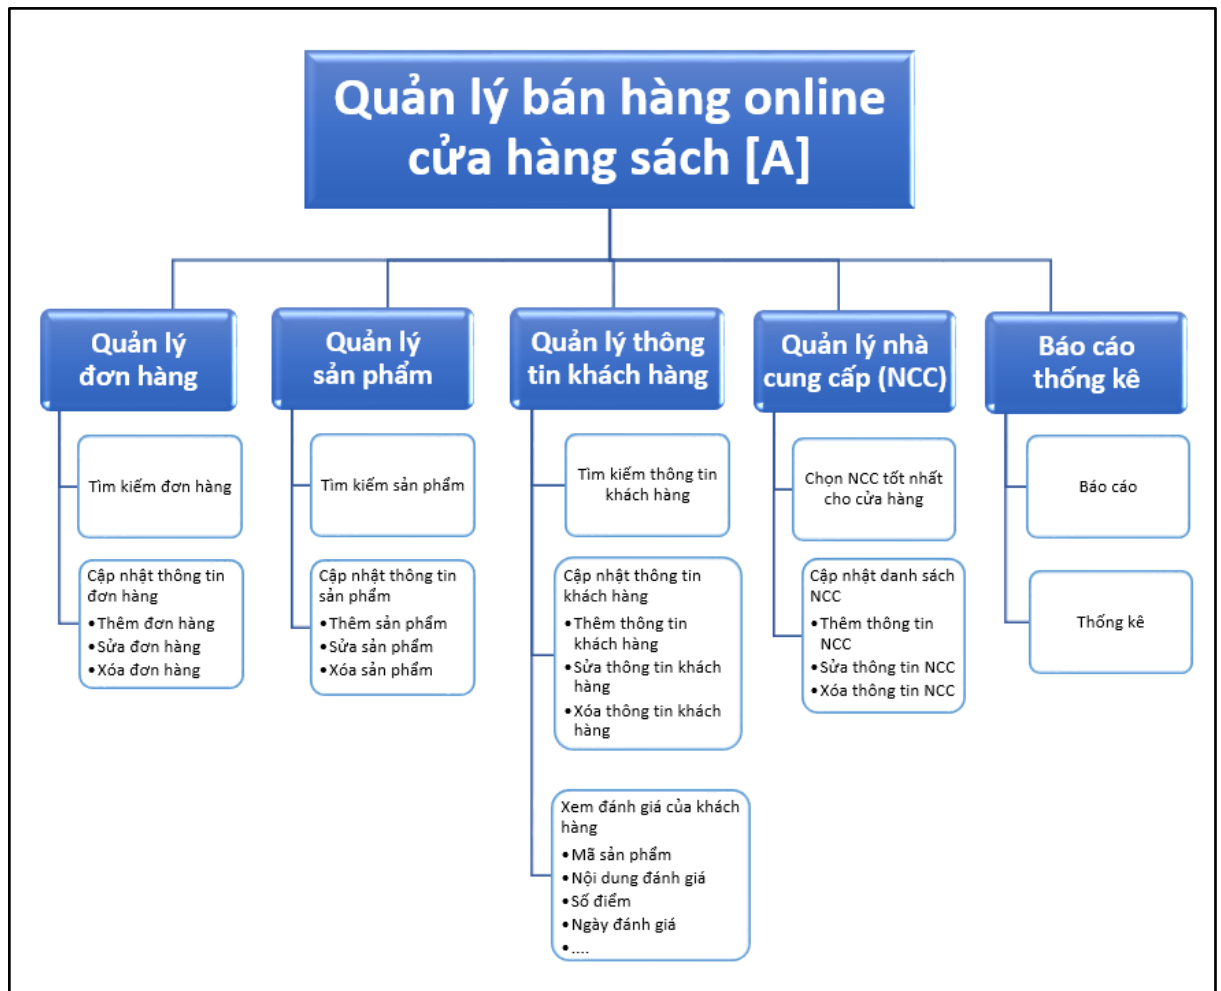 Quản lý bán hàng online
cửa hàng sách [A]
Quản lý
đơn hàng
Tìm kiếm đơn hàng
Cập nhật thông tin
đơn hàng
•Thêm đơn hàng
•Sửa đơn hàng
•Xóa đơn hàng
Quản lý
sản phẩm
Tìm kiếm sản phẩm
Cập nhật thông tin
sản phẩm
•Thêm sản phẩm
•Sửa sản phẩm
•Xóa sản phẩm
Quản lý thông
tin khách hàng
Tìm kiếm thông tin
khách hàng
Cập nhật thông tin
khách hàng
•Thêm thông tin
khách hàng
•Sửa thông tin khách
hàng
•Xóa thông tin khách
hàng
Xem đánh giá của khách
hàng
•Mã sản phẩm
•Nội dung đánh giá
•Số điểm
•Ngày đánh giá
•....
Quản lý nhà
cung cấp (NCC)
Chọn NCC tốt nhất
cho cửa hàng
Cập nhật danh sách
NCC
•Thêm thông tin
NCC
•Sửa thông tin NCC
•Xóa thông tin NCC
Báo cáo
thống kê
Báo cáo
Thống kê